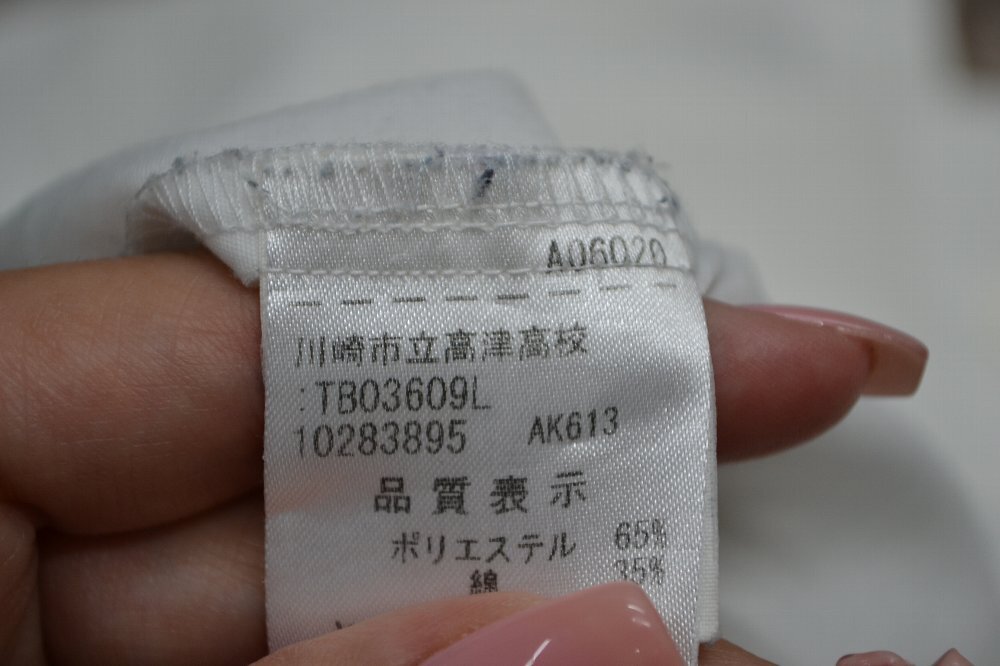 A06020
川崎市立高津高校
:TB03609L
10283895 AK613
品質表示
ポリエステル 65%
綿 35%